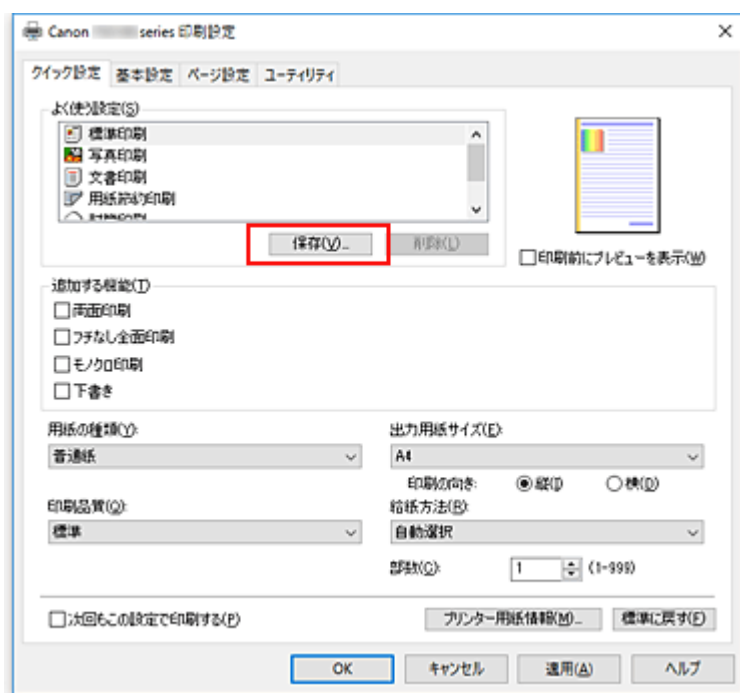 Canon series 印刷設定
クイック設定 基本設定 ページ設定 ユーティリティ
よく使う設定(S)
標準印刷
写真印刷
文書印刷
用紙節約印刷
保存(V)... 削除(L)
印刷前にプレビューを表示(W)
追加する機能(T)
両面印刷
フチなし全面印刷
モノクロ印刷
下書き
用紙の種類(Y): 出力用紙サイズ(E):
普通紙 A4
印刷の向き: 縦(I) 横(D)
印刷品質(Q): 給紙方法(R):
標準 自動選択
部数(C): 1 (1-999)
次回もこの設定で印刷する(P) プリンター用紙情報(M)... 標準に戻す(F)
OK キャンセル 適用(A) ヘルプ